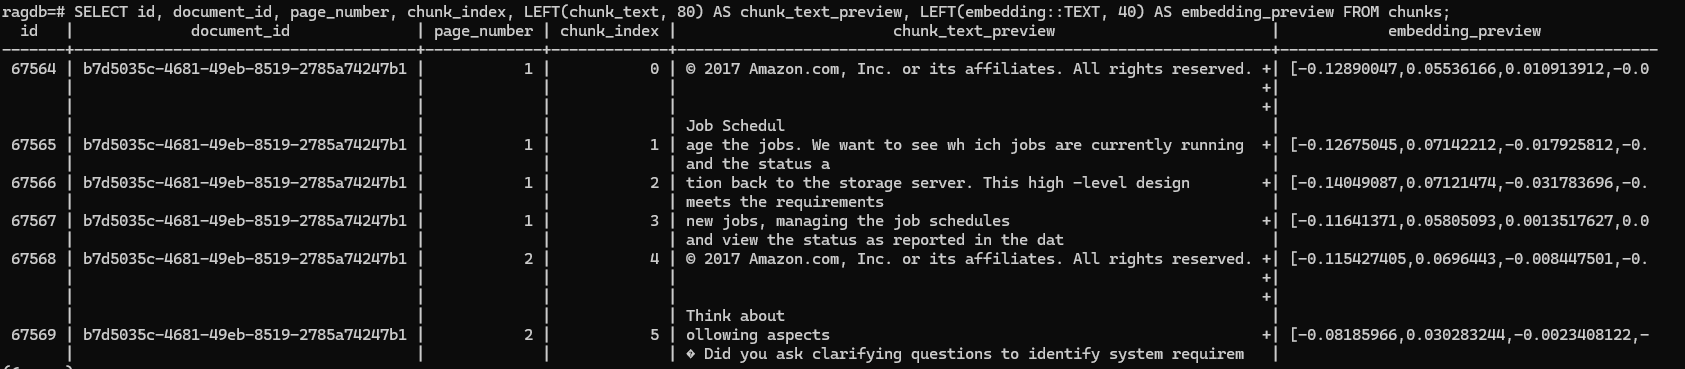 ragdb=# SELECT id, document_id, page_number, chunk_index, LEFT(chunk_text, 80) AS chunk_text_preview, LEFT(embedding::TEXT, 40) AS embedding_preview FROM chunks;
  id   |             document_id              | page_number | chunk_index |                       chunk_text_preview                        |            embedding_preview
-------+--------------------------------------+-------------+-------------+-----------------------------------------------------------------+------------------------------------------
 67564 | b7d5035c-4681-49eb-8519-2785a74247b1 |           1 |           0 | © 2017 Amazon.com, Inc. or its affiliates. All rights reserved. +| [-0.12890047,0.05536166,0.010913912,-0.0
       |                                      |             |             |                                                                +|
       |                                      |             |             |                                                                +|
       |                                      |             |             | Job Schedul                                                     |
 67565 | b7d5035c-4681-49eb-8519-2785a74247b1 |           1 |           1 | age the jobs. We want to see wh ich jobs are currently running  +| [-0.12675045,0.07142212,-0.017925812,-0.
       |                                      |             |             | and the status a                                                |
 67566 | b7d5035c-4681-49eb-8519-2785a74247b1 |           1 |           2 | tion back to the storage server. This high -level design        +| [-0.14049087,0.07121474,-0.031783696,-0.
       |                                      |             |             | meets the requirements                                          |
 67567 | b7d5035c-4681-49eb-8519-2785a74247b1 |           1 |           3 | new jobs, managing the job schedules                            +| [-0.11641371,0.05805093,0.0013517627,0.0
       |                                      |             |             | and view the status as reported in the dat                      |
 67568 | b7d5035c-4681-49eb-8519-2785a74247b1 |           2 |           4 | © 2017 Amazon.com, Inc. or its affiliates. All rights reserved. +| [-0.115427405,0.0696443,-0.008447501,-0.
       |                                      |             |             |                                                                +|
       |                                      |             |             |                                                                +|
       |                                      |             |             | Think about                                                     |
 67569 | b7d5035c-4681-49eb-8519-2785a74247b1 |           2 |           5 | ollowing aspects                                                +| [-0.08185966,0.030283244,-0.0023408122,-
       |                                      |             |             | � Did you ask clarifying questions to identify system requirem  |